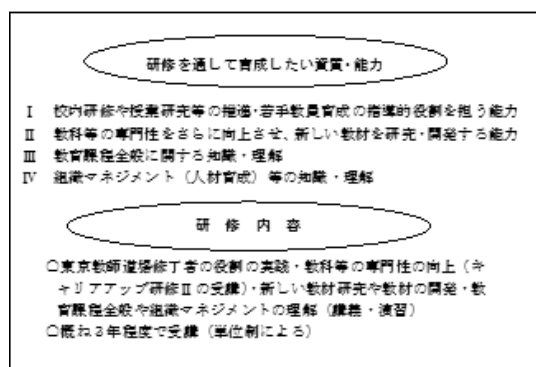 研修を通して育成したい資質・能力
Ⅰ 校内研修や授業研究等の推進・若手教員育成の指導的役割を担う能力
Ⅱ 教科等の専門性をさらに向上させ、新しい教材を研究・開発する能力
Ⅲ 教育課程全般に関する知識・理解
Ⅳ 組織マネジメント（人材育成）等の知識・理解
研 修 内 容
○東京教師道場修了者の役割の実践・教科等の専門性の向上（キ
ャリアアップ研修Ⅱの受講）・新しい教材研究や教材の開発・教
育課程全般や組織マネジメントの理解（講義・演習）
○概ね３年程度で受講（単位制による）